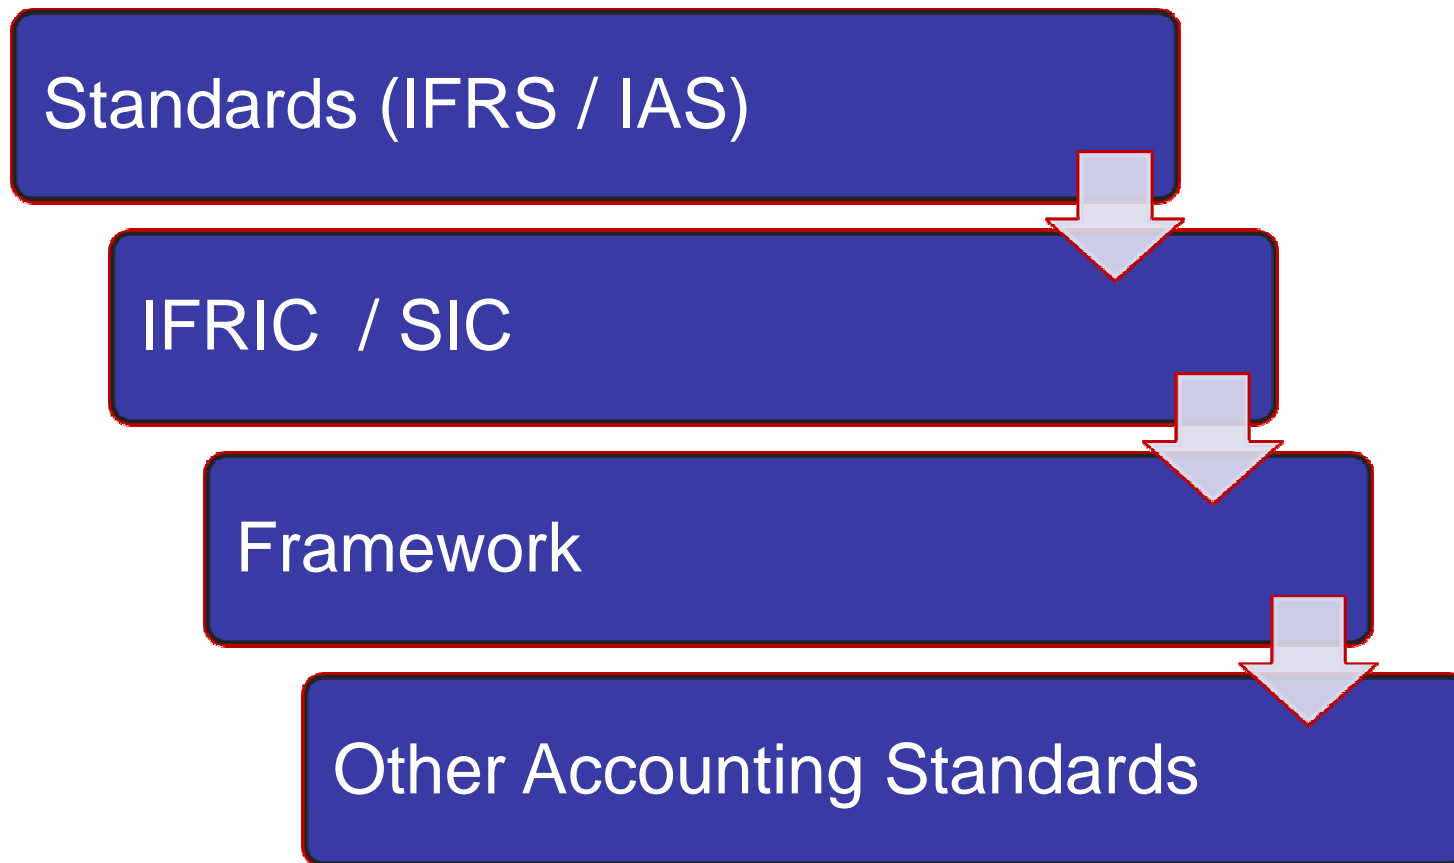 Standards (IFRS / IAS)
IFRIC  / SIC
Framework
Other Accounting Standards